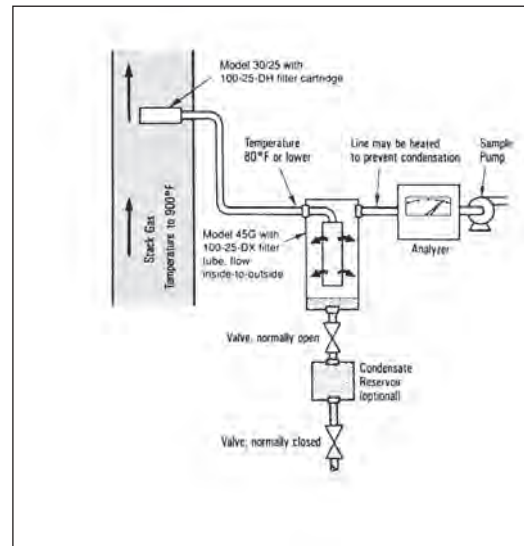 Model 30/25 with
100-25-DH filter cartridge
Temperature
80°F or lower
Line may be heated
to prevent condensation
Sample
Pump
Stack Gas
Temperature to 900°F
Model 45G with
100-25-DX filter
tube, flow
inside-to-outside
Analyzer
Valve, normally open
Condensate
Reservoir
(optional)
Valve, normally closed